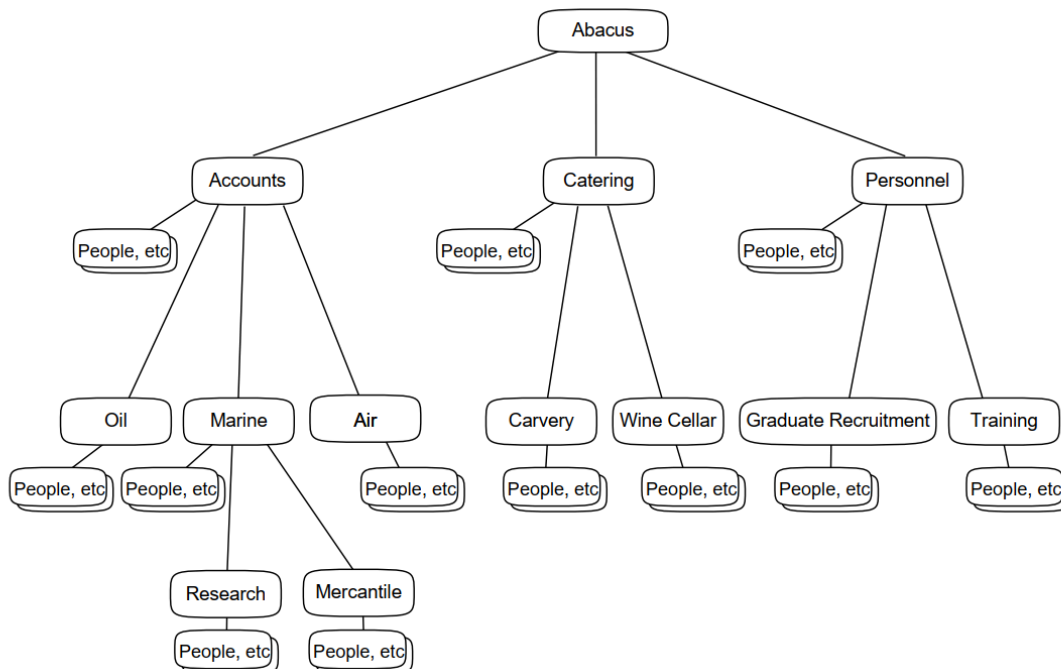 Abacus
Accounts
Catering
Personnel
People, etc
People, etc
People, etc
Oil
Marine
Air
Carvery
Wine Cellar
Graduate Recruitment
Training
People, etc
People, etc
People, etc
People, etc
People, etc
People, etc
People, etc
Research
Mercantile
People, etc
People, etc